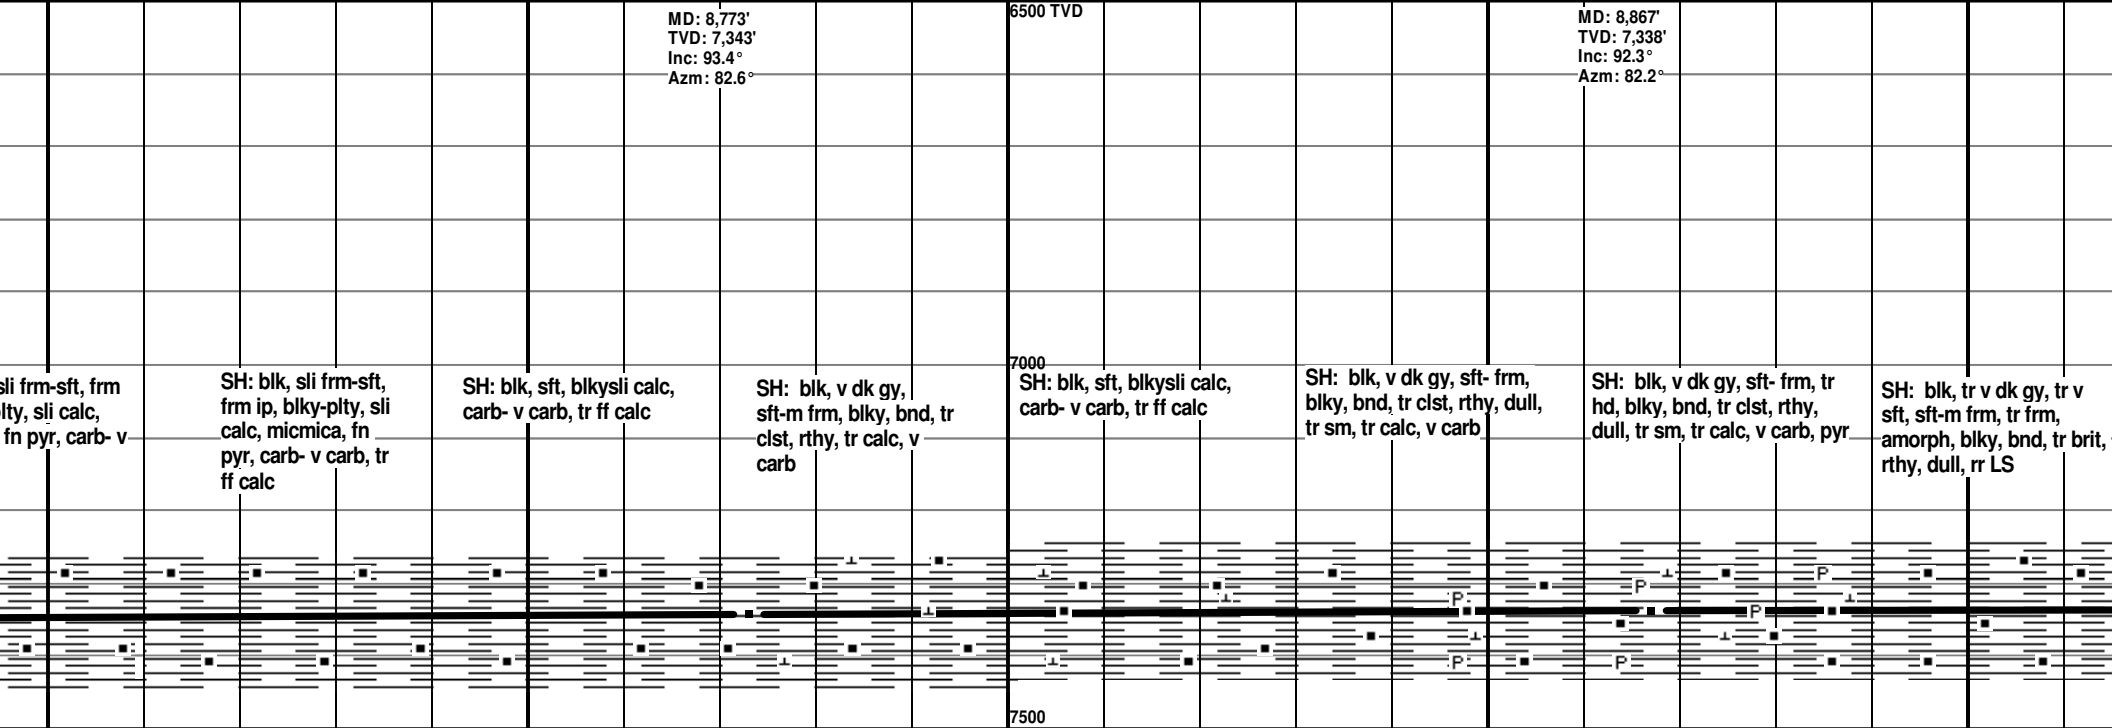 MD: 8,773'
TVD: 7,343'
Inc: 93.4°
Azm: 82.6°
6500 TVD
MD: 8,867'
TVD: 7,338'
Inc: 92.3°
Azm: 82.2°
7000
sli frm-sft, frm
lty, sli calc,
fn pyr, carb- v
SH: blk, sli frm-sft,
frm ip, blky-plty, sli
calc, micmica, fn
pyr, carb- v carb, tr
ff calc
SH: blk, sft, blkysli calc,
carb- v carb, tr ff calc
SH: blk, v dk gy,
sft-m frm, blky, bnd, tr
clst, rthy, tr calc, v
carb
SH: blk, sft, blkysli calc,
carb- v carb, tr ff calc
SH: blk, v dk gy, sft- frm,
blky, bnd, tr clst, rthy, dull,
tr sm, tr calc, v carb
SH: blk, v dk gy, sft- frm, tr
hd, blky, bnd, tr clst, rthy,
dull, tr sm, tr calc, v carb, pyr
SH: blk, tr v dk gy, tr v
sft, sft-m frm, tr frm,
amorph, blky, bnd, tr brit,
rthy, dull, rr LS
P
P
P
P
P
P
7500